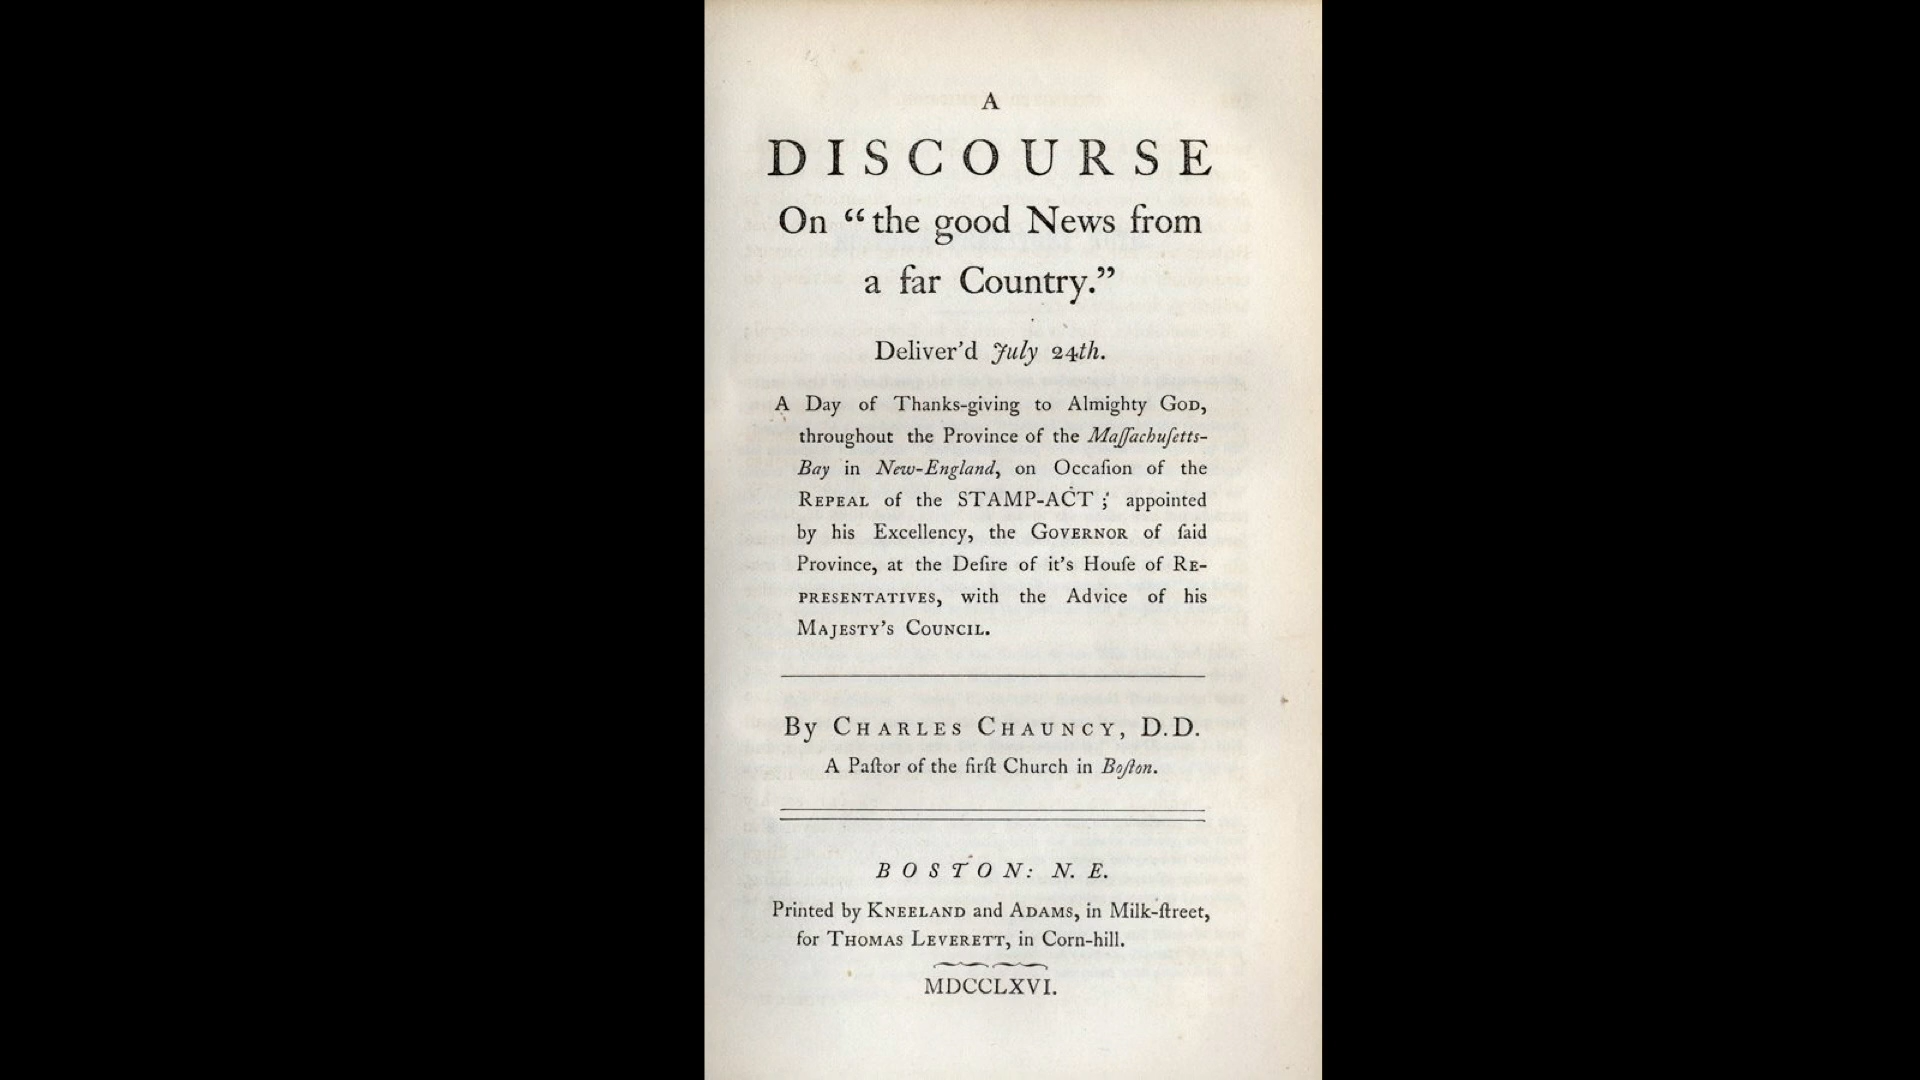 A
DISCOURSE
On “the good News from
a far Country.”
Deliver’d July 24th.
A Day of Thanks-giving to Almighty GOD,
throughout the Province of the Maſſachuſetts-
Bay in New-England, on Occaſion of the
REPEAL of the STAMP-ACT; appointed
by his Excellency, the GOVERNOR of ſaid
Province, at the Deſire of it’s Houſe of RE-
PRESENTATIVES, with the Advice of his
MAJESTY’S COUNCIL.
By CHARLES CHAUNCY, D.D.
A Paſtor of the firſt Church in Boſton.
BOSTON: N. E.
Printed by KNEELAND and ADAMS, in Milk-ſtreet,
for THOMAS LEVERETT, in Corn-hill.
MDCCLXVI.